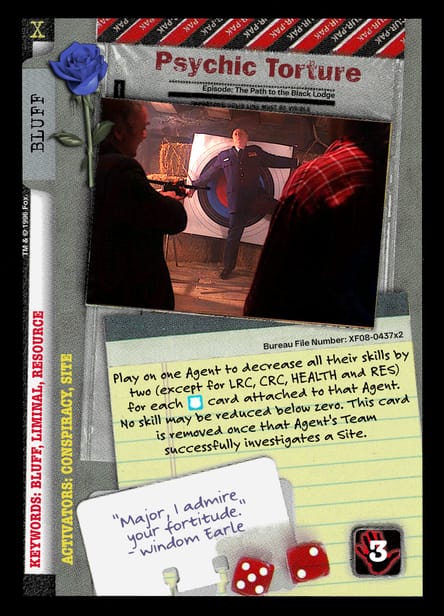 X
BLUFF
Psychic Torture
Episode: The Path to the Black Lodge
TM & © 1996 Fox
KEYWORDS: BLUFF, LIMINAL, RESOURCE
ACTIVATORS: CONSPIRACY, SITE
Bureau File Number: XF08-0437x2
Play on one Agent to decrease all their skills by
two (except for LRC, CRC, HEALTH and RES)
for each card attached to that Agent.
No skill may be reduced below zero. This card
is removed once that Agent's Team
successfully investigates a Site.
"Major, I admire
your fortitude."
- Windom Earle
3